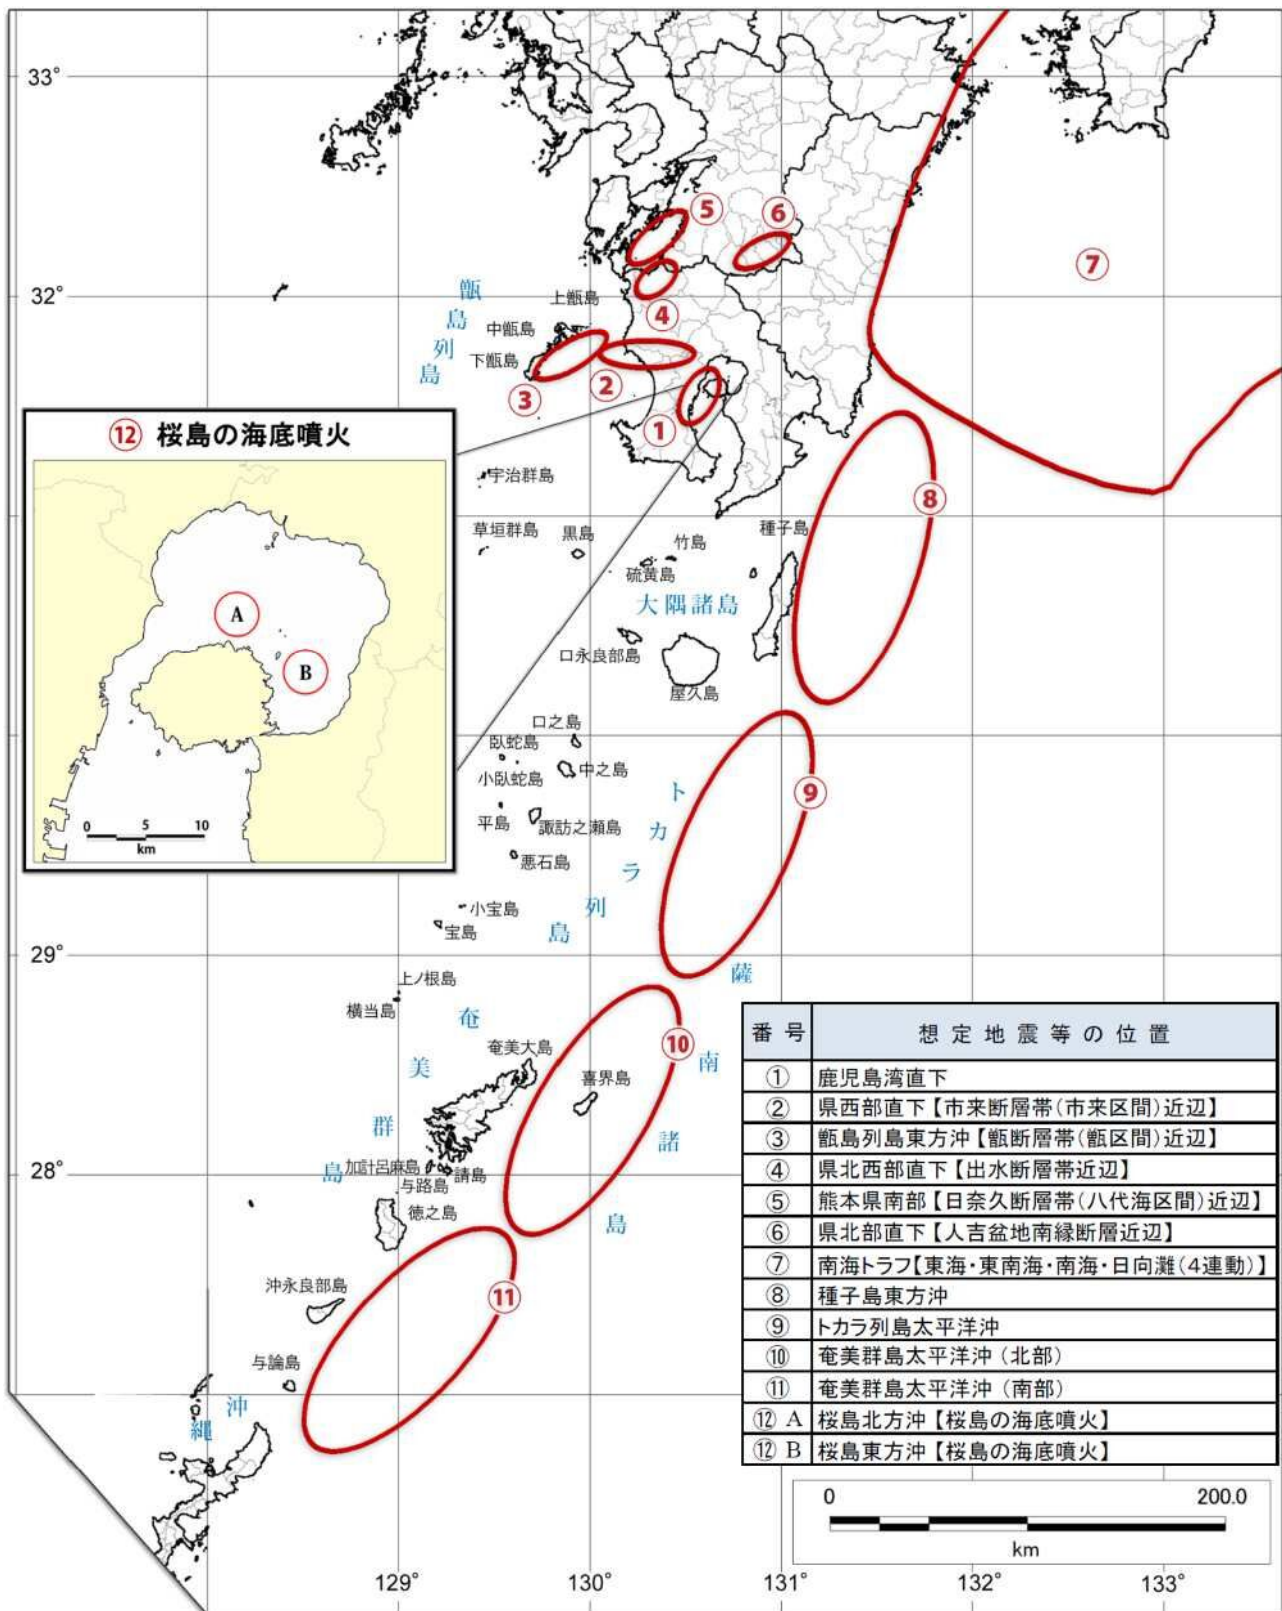 33°
⑤
⑥
⑦
32°
甑島列島
上甑島
中甑島
下甑島
④
③
②
①
⑫ 桜島の海底噴火
A
B
0 5 10
km
宇治群島
草垣群島
黒島
竹島
硫黄島
種子島
⑧
大隅諸島
口永良部島
屋久島
口之島
臥蛇島
小臥蛇島
中之島
平島
諏訪之瀬島
悪石島
トカラ列島
⑨
小宝島
宝島
29°
薩南諸島
上ノ根島
横当島
奄美群島
奄美大島
喜界島
⑩
28°
加計呂麻島
請島
与路島
徳之島
沖永良部島
⑪
与論島
沖縄
番号 想定地震等の位置
① 鹿児島湾直下
② 県西部直下【市来断層帯(市来区間)近辺】
③ 甑島列島東方沖【甑断層帯(甑区間)近辺】
④ 県北西部直下【出水断層帯近辺】
⑤ 熊本県南部【日奈久断層帯(八代海区間)近辺】
⑥ 県北部直下【人吉盆地南縁断層近辺】
⑦ 南海トラフ【東海・東南海・南海・日向灘(4連動)】
⑧ 種子島東方沖
⑨ トカラ列島太平洋沖
⑩ 奄美群島太平洋沖(北部)
⑪ 奄美群島太平洋沖(南部)
⑫ A 桜島北方沖【桜島の海底噴火】
⑫ B 桜島東方沖【桜島の海底噴火】
0 200.0
km
129° 130° 131° 132° 133°